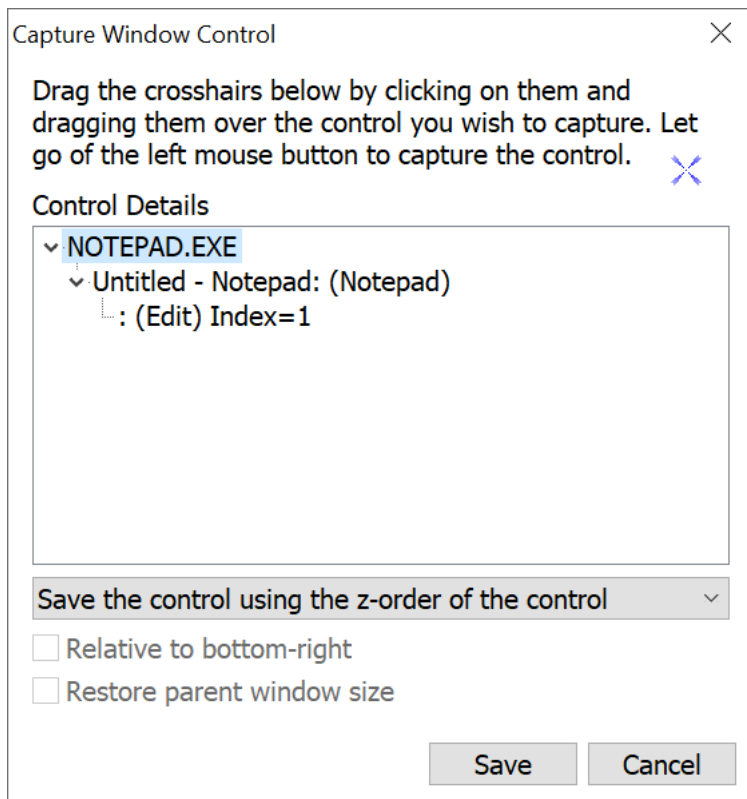 Capture Window Control
Drag the crosshairs below by clicking on them and
dragging them over the control you wish to capture. Let
go of the left mouse button to capture the control.
Control Details
NOTEPAD.EXE
Untitled - Notepad: (Notepad)
: (Edit) Index=1
Save the control using the z-order of the control
Relative to bottom-right
Restore parent window size
Save Cancel